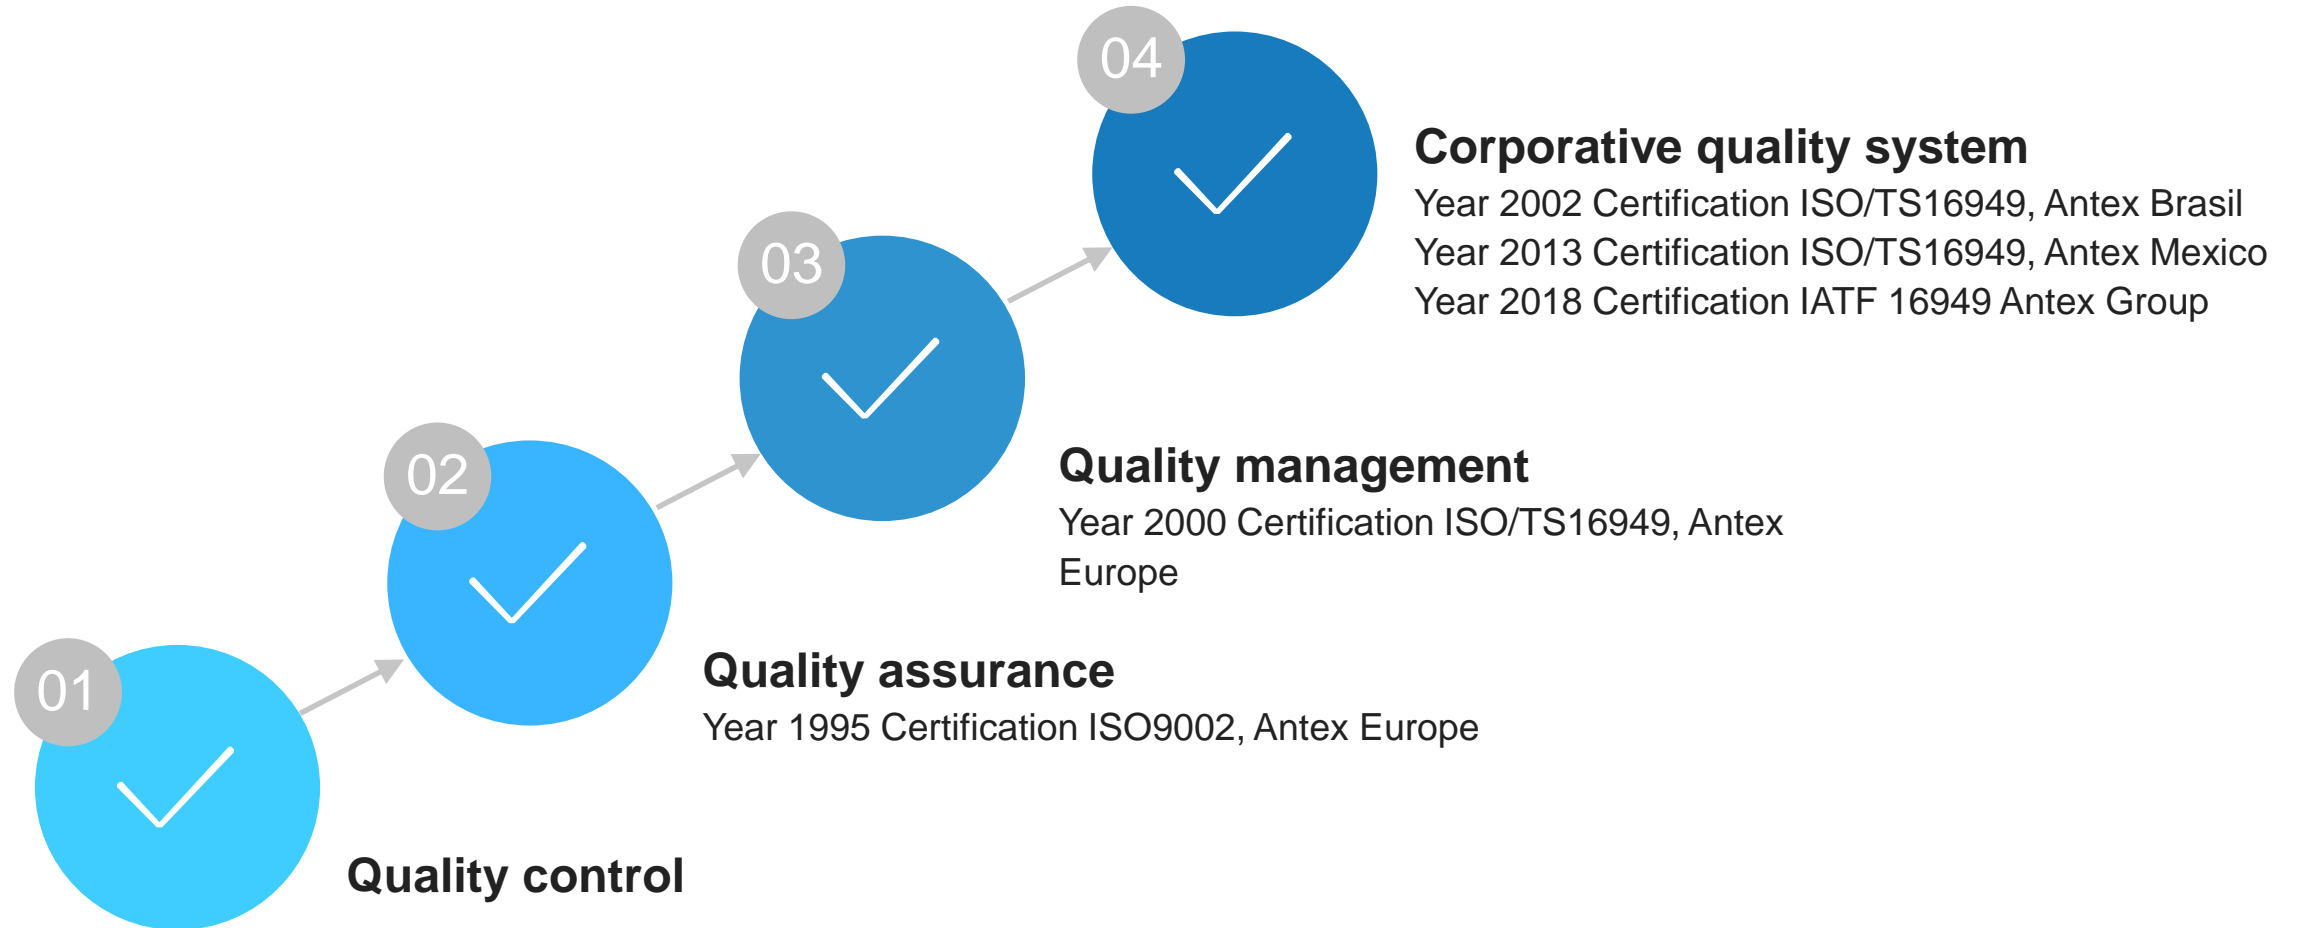 04
Corporative quality system
Year 2002 Certification ISO/TS16949, Antex Brasil
Year 2013 Certification ISO/TS16949, Antex Mexico
Year 2018 Certification IATF 16949 Antex Group
03
Quality management
Year 2000 Certification ISO/TS16949, Antex
Europe
02
Quality assurance
Year 1995 Certification ISO9002, Antex Europe
01
Quality control